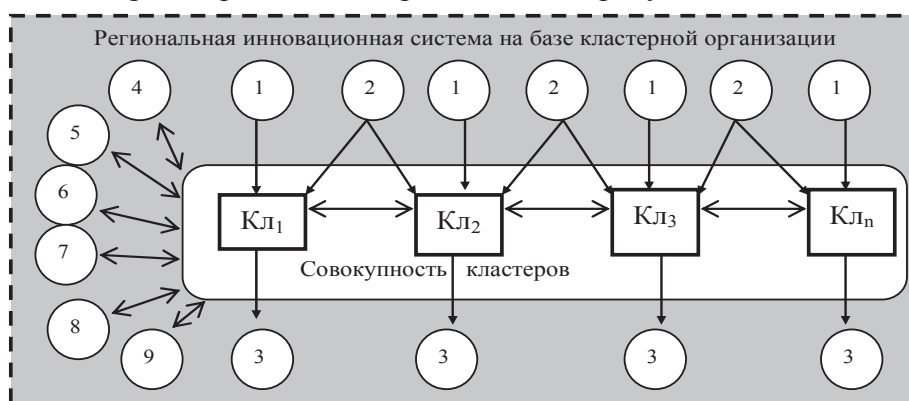 Региональная инновационная система на базе кластерной организации
4 1 2 1 2 1 2 1
5
6
7
8
9
Кл₁ Кл₂ Кл₃ Клₙ
Совокупность кластеров
3 3 3 3